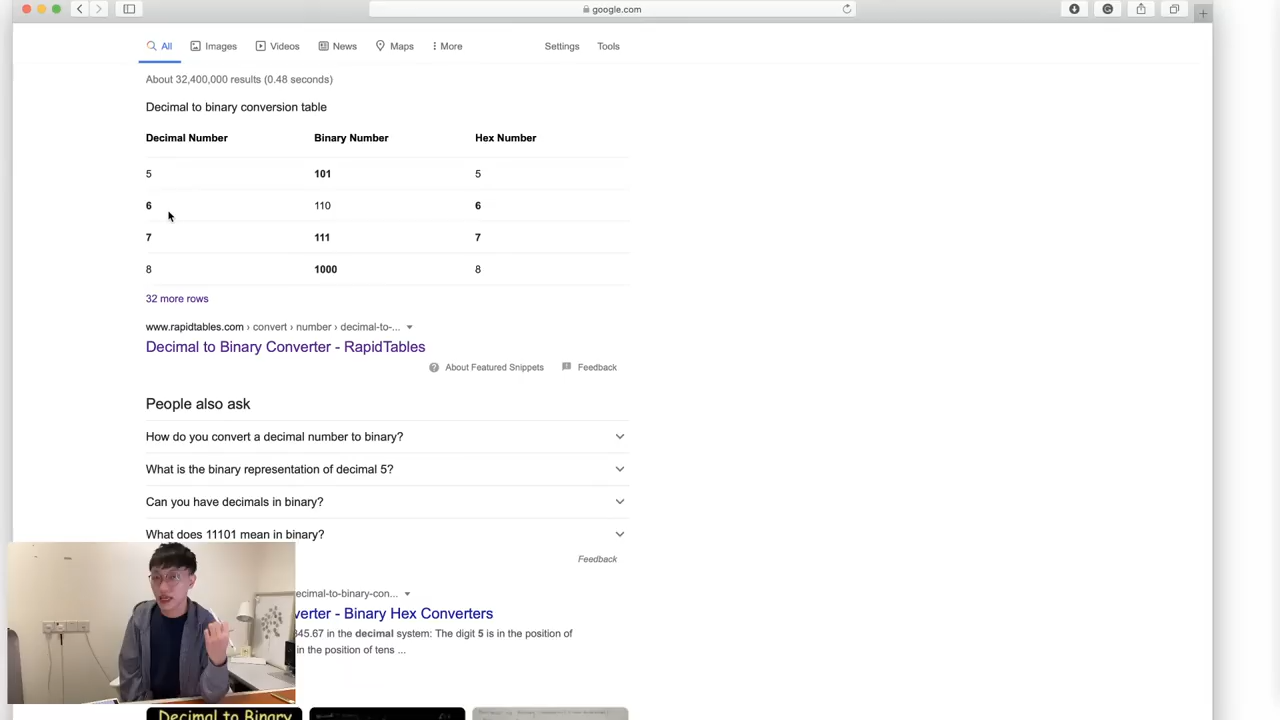 google.com
All Images Videos News Maps More Settings Tools
About 32,400,000 results (0.48 seconds)
Decimal to binary conversion table
Decimal Number Binary Number Hex Number
5 101 5
6 110 6
7 111 7
8 1000 8
32 more rows
www.rapidtables.com › convert › number › decimal-to-...
Decimal to Binary Converter - RapidTables
About Featured Snippets Feedback
People also ask
How do you convert a decimal number to binary?
What is the binary representation of decimal 5?
Can you have decimals in binary?
What does 11101 mean in binary?
Feedback
ecimal-to-binary-con...
verter - Binary Hex Converters
345.67 in the decimal system: The digit 5 is in the position of
in the position of tens ...
Decimal to Binary